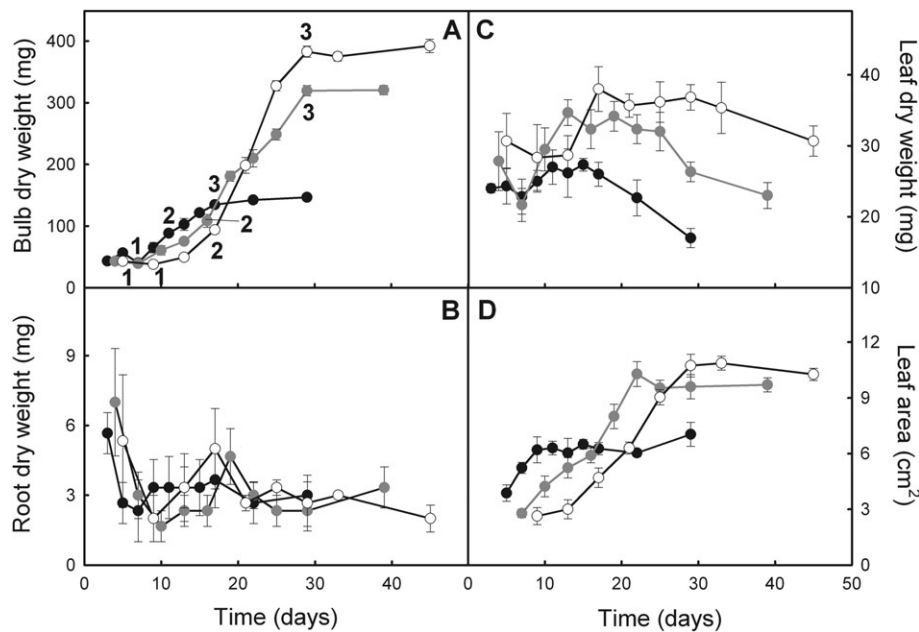 A
C
400
300
200
100
0
Bulb dry weight (mg)
1
1
1
2
2
2
3
3
3
40
30
20
10
Leaf dry weight (mg)
B
D
9
6
3
0
Root dry weight (mg)
12
9
6
3
0
Leaf area (cm²)
0 10 20 30 40
0 10 20 30 40 50
Time (days)
Time (days)